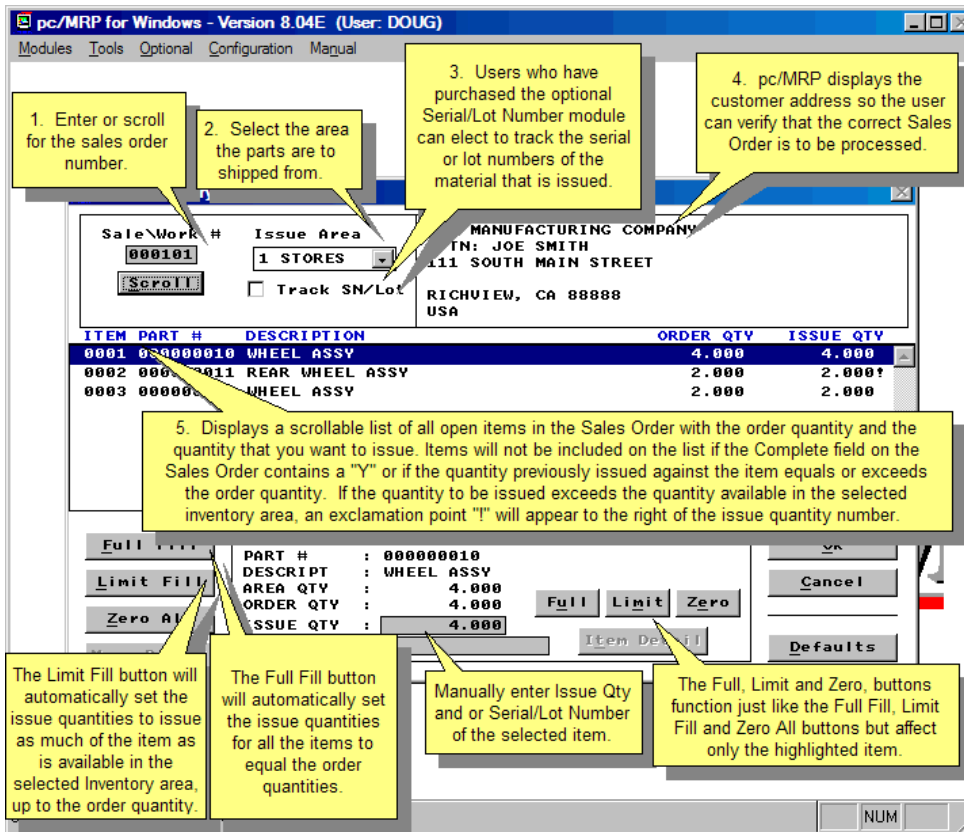 pc/MRP for Windows - Version 8.04E (User: DOUG)
Modules Tools Optional Configuration Manual
1. Enter or scroll
for the sales order
number.
2. Select the area
the parts are to
shipped from.
3. Users who have
purchased the optional
Serial/Lot Number module
can elect to track the serial
or lot numbers of the
material that is issued.
4. pc/MRP displays the
customer address so the user
can verify that the correct Sales
Order is to be processed.
Sale\Work #
000101
Scroll
Issue Area
1 STORES
Track SN/Lot
MANUFACTURING COMPANY
TN: JOE SMITH
111 SOUTH MAIN STREET
RICHVIEW, CA 88888
USA
ITEM PART # DESCRIPTION ORDER QTY ISSUE QTY
0001 000000010 WHEEL ASSY 4.000 4.000
0002 000 011 REAR WHEEL ASSY 2.000 2.000!
0003 000000 WHEEL ASSY 2.000 2.000
5. Displays a scrollable list of all open items in the Sales Order with the order quantity and the
quantity that you want to issue. Items will not be included on the list if the Complete field on the
Sales Order contains a "Y" or if the quantity previously issued against the item equals or exceeds
the order quantity. If the quantity to be issued exceeds the quantity available in the selected
inventory area, an exclamation point "!" will appear to the right of the issue quantity number.
Full Fill
Limit Fill
Zero Al
PART # : 000000010
DESCRIPT : WHEEL ASSY
AREA QTY : 4.000
ORDER QTY : 4.000
ISSUE QTY : 4.000
Full Limit Zero
Item Detail
OK
Cancel
Defaults
The Limit Fill button will
automatically set the
issue quantities to issue
as much of the item as
is available in the
selected Inventory area,
up to the order quantity.
The Full Fill button
will automatically set
the issue quantities
for all the items to
equal the order
quantities.
Manually enter Issue Qty
and or Serial/Lot Number
of the selected item.
The Full, Limit and Zero, buttons
function just like the Full Fill, Limit
Fill and Zero All buttons but affect
only the highlighted item.
NUM